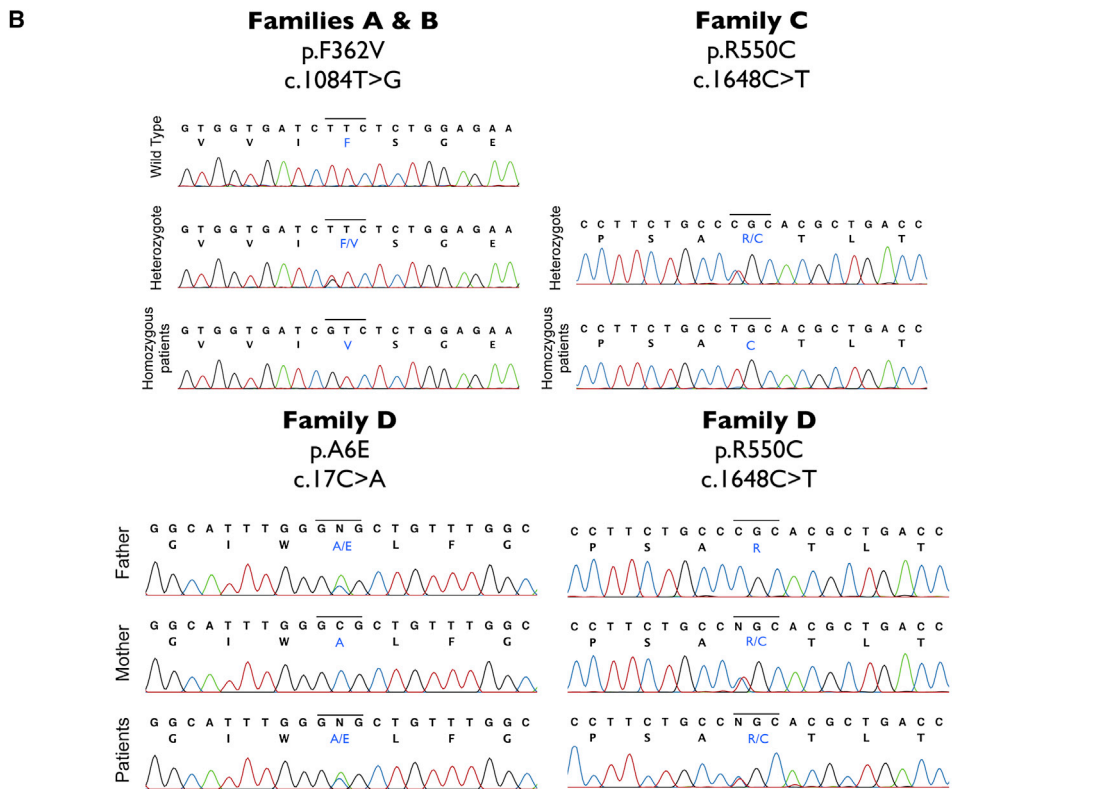 B
Families A & B
p.F362V
c.1084T>G
Wild Type
G T G G T G A T C T T C T C T G G A G A A
V V I F S G E
Heterozygote
G T G G T G A T C T T C T C T G G A G A A
V V I F/V S G E
Homozygous patients
G T G G T G A T C G T C T C T G G A G A A
V V I V S G E
Family C
p.R550C
c.1648C>T
Heterozygote
C C T T C T G C C C G C A C G C T G A C C
P S A R/C T L T
Homozygous patients
C C T T C T G C C T G C A C G C T G A C C
P S A C T L T
Family D
p.A6E
c.17C>A
Father
G G C A T T T G G G N G C T G T T T G G C
G I W A/E L F G
Mother
G G C A T T T G G G C G C T G T T T G G C
G I W A L F G
Patients
G G C A T T T G G G N G C T G T T T G G C
G I W A/E L F G
Family D
p.R550C
c.1648C>T
C C T T C T G C C C G C A C G C T G A C C
P S A R T L T
C C T T C T G C C N G C A C G C T G A C C
P S A R/C T L T
C C T T C T G C C N G C A C G C T G A C C
P S A R/C T L T